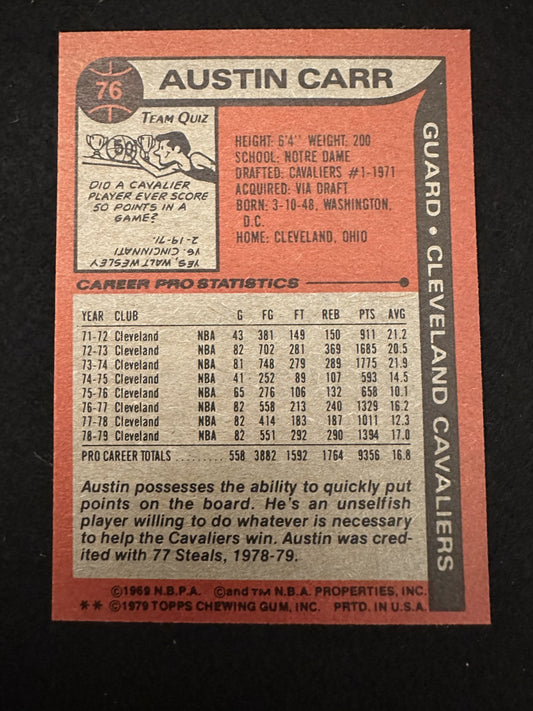 76
AUSTIN CARR
TEAM QUIZ
50
DID A CAVALIER
PLAYER EVER SCORE
50 POINTS IN A
GAME?
YES, WALT WESLEY
VG. CINCINNATI
2-19-71.
HEIGHT: 6'4" WEIGHT: 200
SCHOOL: NOTRE DAME
DRAFTED: CAVALIERS #1-1971
ACQUIRED: VIA DRAFT
BORN: 3-10-48, WASHINGTON,
D.C.
HOME: CLEVELAND, OHIO
GUARD • CLEVELAND CAVALIERS
CAREER PRO STATISTICS
YEAR CLUB G FG FT REB PTS AVG
71-72 Cleveland NBA 43 381 149 150 911 21.2
72-73 Cleveland NBA 82 702 281 369 1685 20.5
73-74 Cleveland NBA 81 748 279 289 1775 21.9
74-75 Cleveland NBA 41 252 89 107 593 14.5
75-76 Cleveland NBA 65 276 106 132 658 10.1
76-77 Cleveland NBA 82 558 213 240 1329 16.2
77-78 Cleveland NBA 82 414 183 187 1011 12.3
78-79 Cleveland NBA 82 551 292 290 1394 17.0
PRO CAREER TOTALS ......... 558 3882 1592 1764 9356 16.8
Austin possesses the ability to quickly put
points on the board. He's an unselfish
player willing to do whatever is necessary
to help the Cavaliers win. Austin was cred-
ited with 77 Steals, 1978-79.
©1969 N.B.P.A. ©and TM N.B.A. PROPERTIES, INC.
** ©1979 TOPPS CHEWING GUM, INC. PRTD. IN U.S.A.